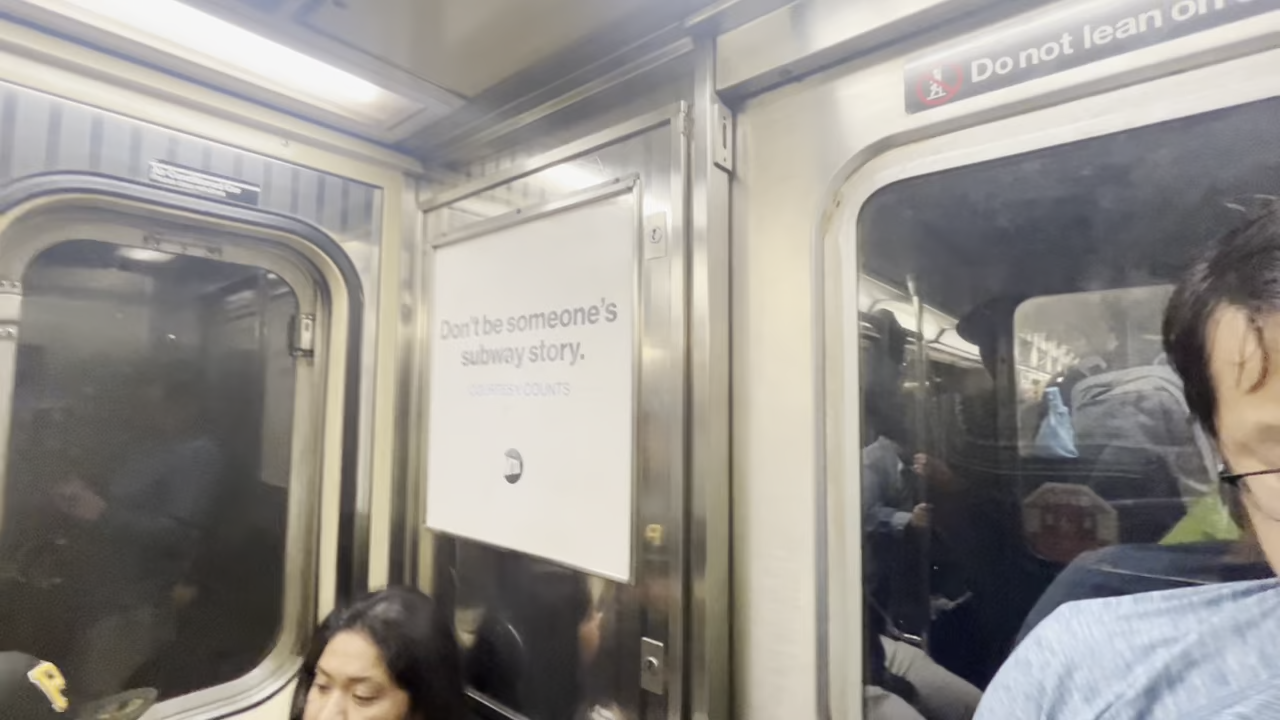 Do not lean on
Don't be someone's
subway story.
COURTESY COUNTS
P